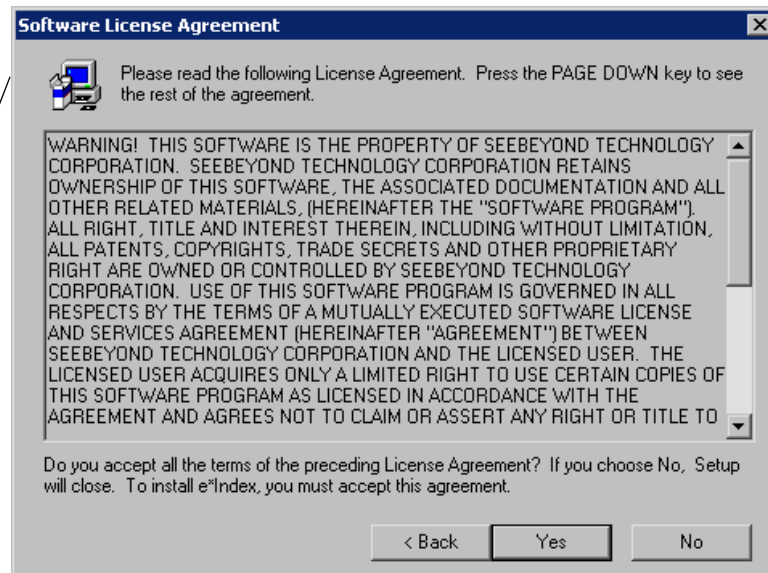 Software License Agreement
Please read the following License Agreement. Press the PAGE DOWN key to see
the rest of the agreement.
WARNING! THIS SOFTWARE IS THE PROPERTY OF SEEBEYOND TECHNOLOGY
CORPORATION. SEEBEYOND TECHNOLOGY CORPORATION RETAINS
OWNERSHIP OF THIS SOFTWARE, THE ASSOCIATED DOCUMENTATION AND ALL
OTHER RELATED MATERIALS, (HEREINAFTER THE "SOFTWARE PROGRAM").
ALL RIGHT, TITLE AND INTEREST THEREIN, INCLUDING WITHOUT LIMITATION,
ALL PATENTS, COPYRIGHTS, TRADE SECRETS AND OTHER PROPRIETARY
RIGHT ARE OWNED OR CONTROLLED BY SEEBEYOND TECHNOLOGY
CORPORATION. USE OF THIS SOFTWARE PROGRAM IS GOVERNED IN ALL
RESPECTS BY THE TERMS OF A MUTUALLY EXECUTED SOFTWARE LICENSE
AND SERVICES AGREEMENT (HEREINAFTER "AGREEMENT") BETWEEN
SEEBEYOND TECHNOLOGY CORPORATION AND THE LICENSED USER. THE
LICENSED USER ACQUIRES ONLY A LIMITED RIGHT TO USE CERTAIN COPIES OF
THIS SOFTWARE PROGRAM AS LICENSED IN ACCORDANCE WITH THE
AGREEMENT AND AGREES NOT TO CLAIM OR ASSERT ANY RIGHT OR TITLE TO
Do you accept all the terms of the preceding License Agreement? If you choose No, Setup
will close. To install e*Index, you must accept this agreement.
< Back Yes No